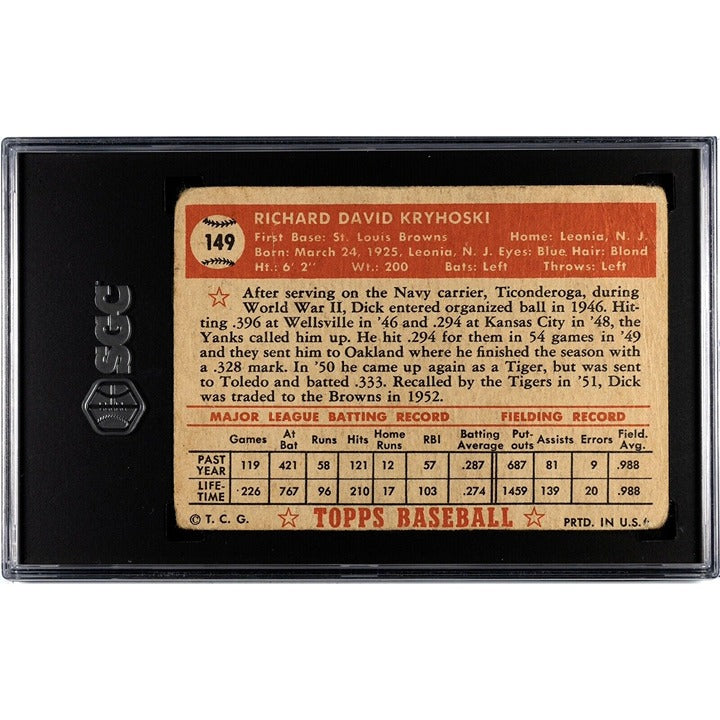 SGC
149
RICHARD DAVID KRYHOSKI
First Base: St. Louis Browns Home: Leonia, N. J.
Born: March 24, 1925, Leonia, N. J. Eyes: Blue Hair: Blond
Ht.: 6' 2" Wt.: 200 Bats: Left Throws: Left
After serving on the Navy carrier, Ticonderoga, during
World War II, Dick entered organized ball in 1946. Hit-
ting .396 at Wellsville in '46 and .294 at Kansas City in '48, the
Yanks called him up. He hit .294 for them in 54 games in '49
and they sent him to Oakland where he finished the season with
a .328 mark. In '50 he came up again as a Tiger, but was sent
to Toledo and batted .333. Recalled by the Tigers in '51, Dick
was traded to the Browns in 1952.
MAJOR LEAGUE BATTING RECORD FIELDING RECORD
Games At Bat Runs Hits Home Runs RBI Batting Average Put-outs Assists Errors Field. Avg.
PAST YEAR 119 421 58 121 12 57 .287 687 81 9 .988
LIFE-TIME 226 767 96 210 17 103 .274 1459 139 20 .988
© T. C. G. TOPPS BASEBALL PRTD. IN U.S.